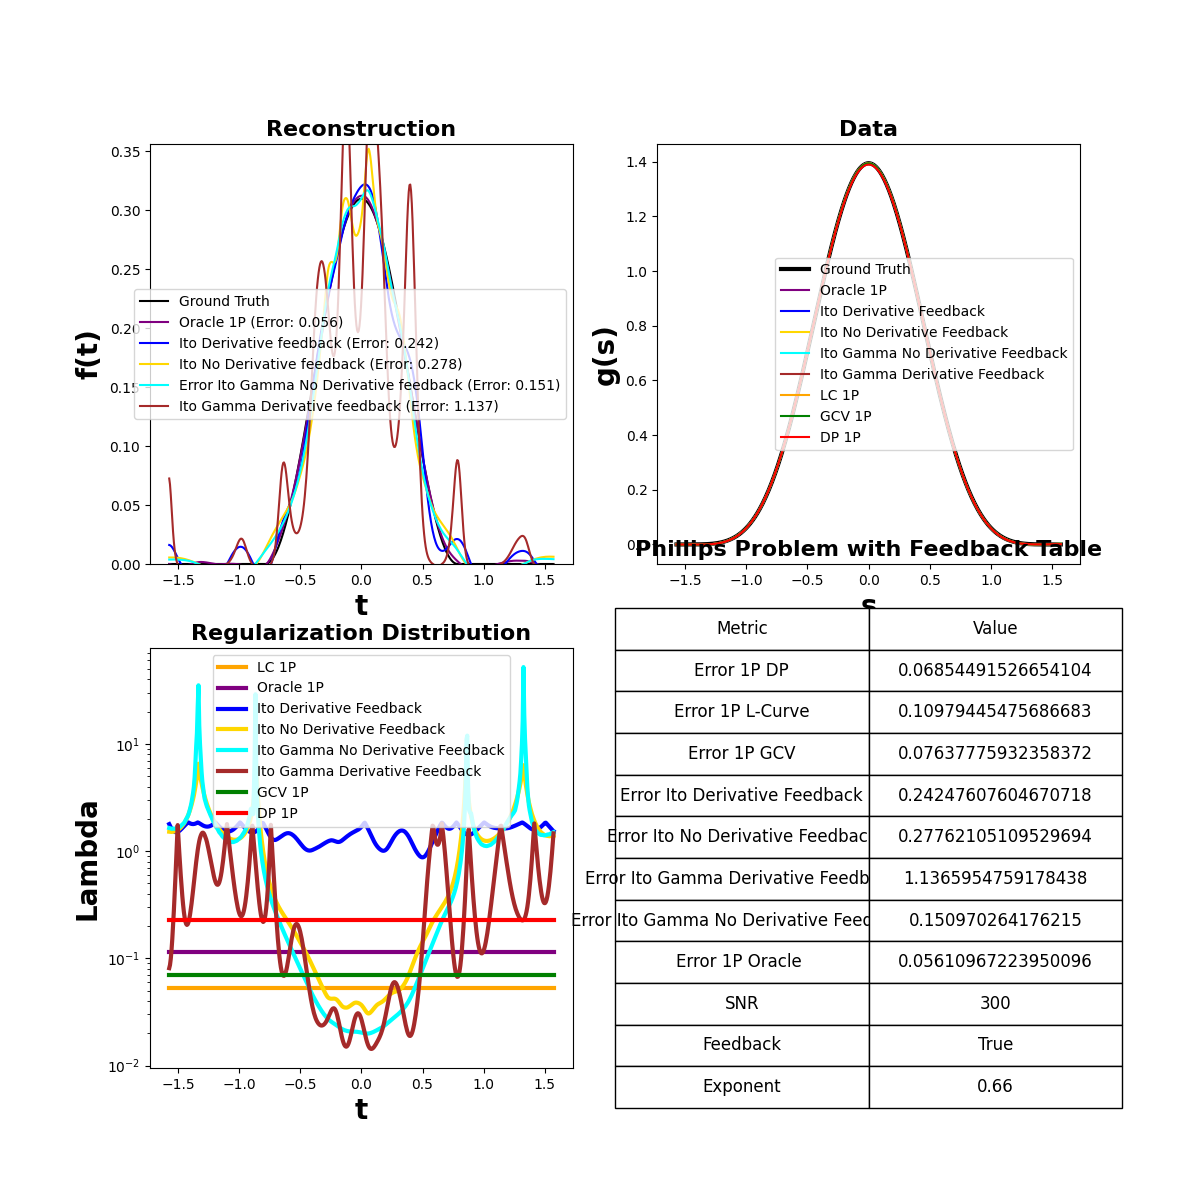 Reconstruction
0.35
0.30
0.25
0.20
0.15
0.10
0.05
0.00
f(t)
Ground Truth
Oracle 1P (Error: 0.056)
Ito Derivative feedback (Error: 0.242)
Ito No Derivative feedback (Error: 0.278)
Error Ito Gamma No Derivative feedback (Error: 0.151)
Ito Gamma Derivative feedback (Error: 1.137)
−1.5 −1.0 −0.5 0.0 0.5 1.0 1.5
t
Data
1.4
1.2
1.0
0.8
0.6
0.4
0.2
g(s)
Ground Truth
Oracle 1P
Ito Derivative Feedback
Ito No Derivative Feedback
Ito Gamma No Derivative Feedback
Ito Gamma Derivative Feedback
LC 1P
GCV 1P
DP 1P
−1.5 −1.0 −0.5 0.0 0.5 1.0 1.5
s
Regularization Distribution
10¹
10⁰
10⁻¹
10⁻²
Lambda
LC 1P
Oracle 1P
Ito Derivative Feedback
Ito No Derivative Feedback
Ito Gamma No Derivative Feedback
Ito Gamma Derivative Feedback
GCV 1P
DP 1P
−1.5 −1.0 −0.5 0.0 0.5 1.0 1.5
t
Phillips Problem with Feedback Table
Metric Value
Error 1P DP 0.06854491526654104
Error 1P L-Curve 0.10979445475686683
Error 1P GCV 0.07637775932358372
Error Ito Derivative Feedback 0.24247607604670718
Error Ito No Derivative Feedbac 0.27762105109529694
Error Ito Gamma Derivative Feedb 1.1365954759178438
Error Ito Gamma No Derivative Feed 0.150970264176215
Error 1P Oracle 0.05610967223950096
SNR 300
Feedback True
Exponent 0.66